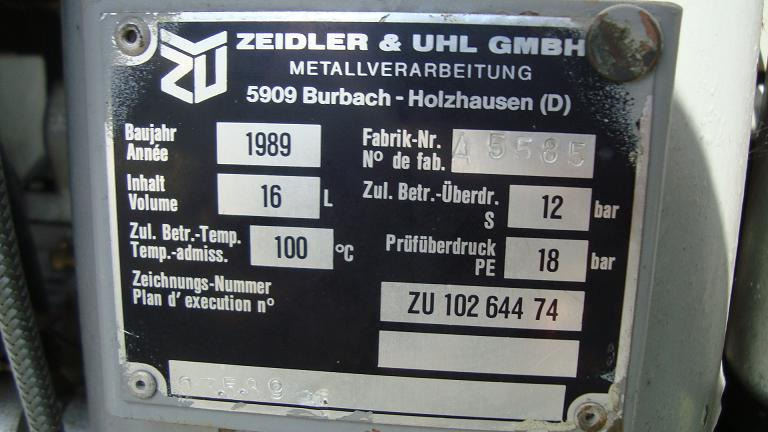 ZU ZEIDLER & UHL GMBH
METALLVERARBEITUNG
5909 Burbach - Holzhausen (D)
Baujahr 1989 Fabrik-Nr. A 5585
Année N° de fab.
Inhalt 16 L Zul. Betr.-Überdr. 12 bar
Volume S
Zul. Betr.-Temp. 100 °C Prüfüberdruck 18 bar
Temp.-admiss. PE
Zeichnungs-Nummer ZU 102 644 74
Plan d'execution n°